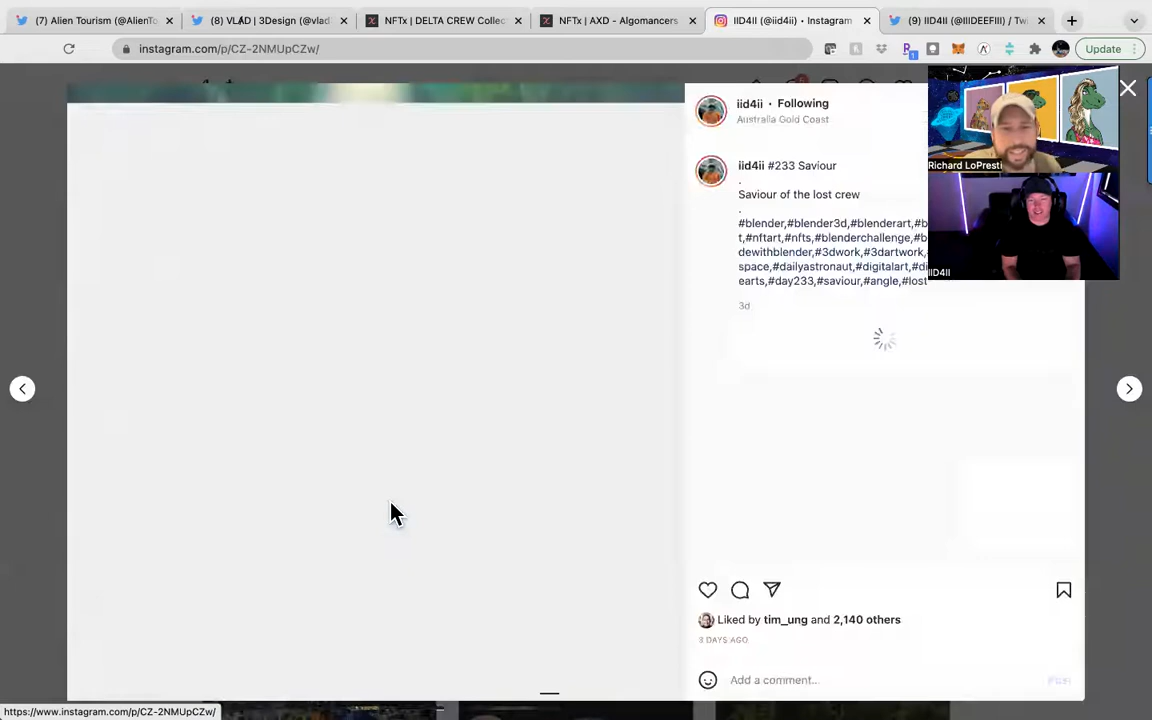 (7) Alien Tourism (@AlienTo
(8) VLAD | 3Design (@vlad
NFTx | DELTA CREW Collec
NFTx | AXD - Algomancers
IID4II (@iid4ii) • Instagram
(9) IID4II (@IIIDEEFIII) / Twi
instagram.com/p/CZ-2NMUpCZw/
1
Update
iid4ii • Following
Australia Gold Coast
Richard LoPresti
iid4ii #233 Saviour
.
Saviour of the lost crew
.
#blender,#blender3d,#blenderart,#b
t,#nftart,#nfts,#blenderchallenge,#b
dewithblender,#3dwork,#3dartwork,#
space,#dailyastronaut,#digitalart,#di
earts,#day233,#saviour,#angle,#lost
IID4II
3d
Liked by tim_ung and 2,140 others
3 DAYS AGO
Add a comment...
Post
https://www.instagram.com/p/CZ-2NMUpCZw/